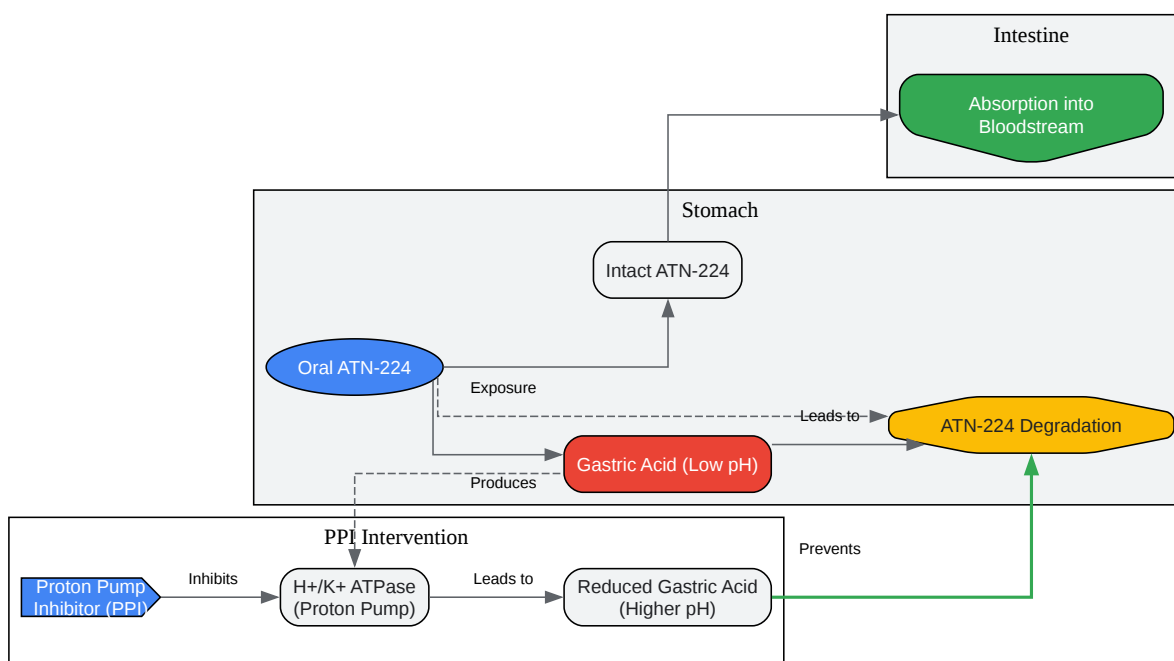 Intestine
Absorption into
Bloodstream
Stomach
Intact ATN-224
Oral ATN-224
Exposure
Leads to
ATN-224 Degradation
Gastric Acid (Low pH)
Produces
PPI Intervention
Prevents
Proton Pump
Inhibitor (PPI)
Inhibits
H+/K+ ATPase
(Proton Pump)
Leads to
Reduced Gastric Acid
(Higher pH)